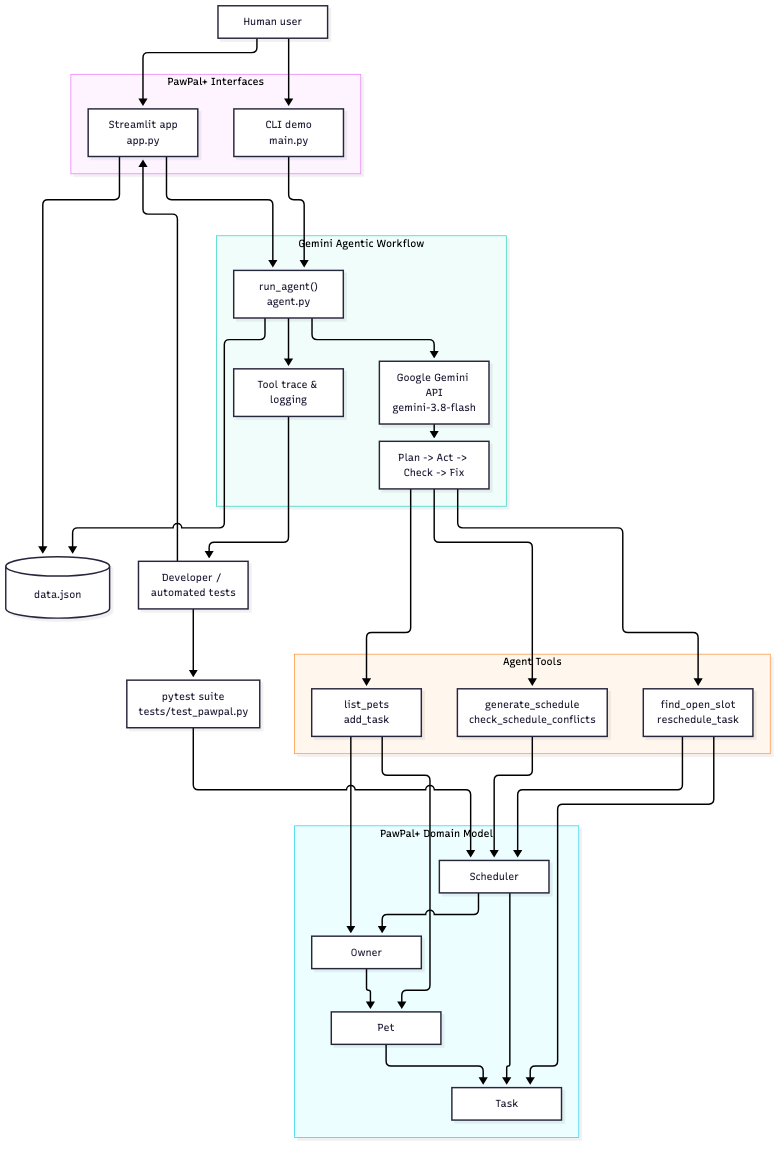 Human user
PawPal+ Interfaces
Streamlit app
app.py
CLI demo
main.py
Gemini Agentic Workflow
run_agent()
agent.py
Tool trace &
logging
Google Gemini
API
gemini-3.8-flash
Plan -> Act ->
Check -> Fix
data.json
Developer /
automated tests
pytest suite
tests/test_pawpal.py
Agent Tools
list_pets
add_task
generate_schedule
check_schedule_conflicts
find_open_slot
reschedule_task
PawPal+ Domain Model
Scheduler
Owner
Pet
Task